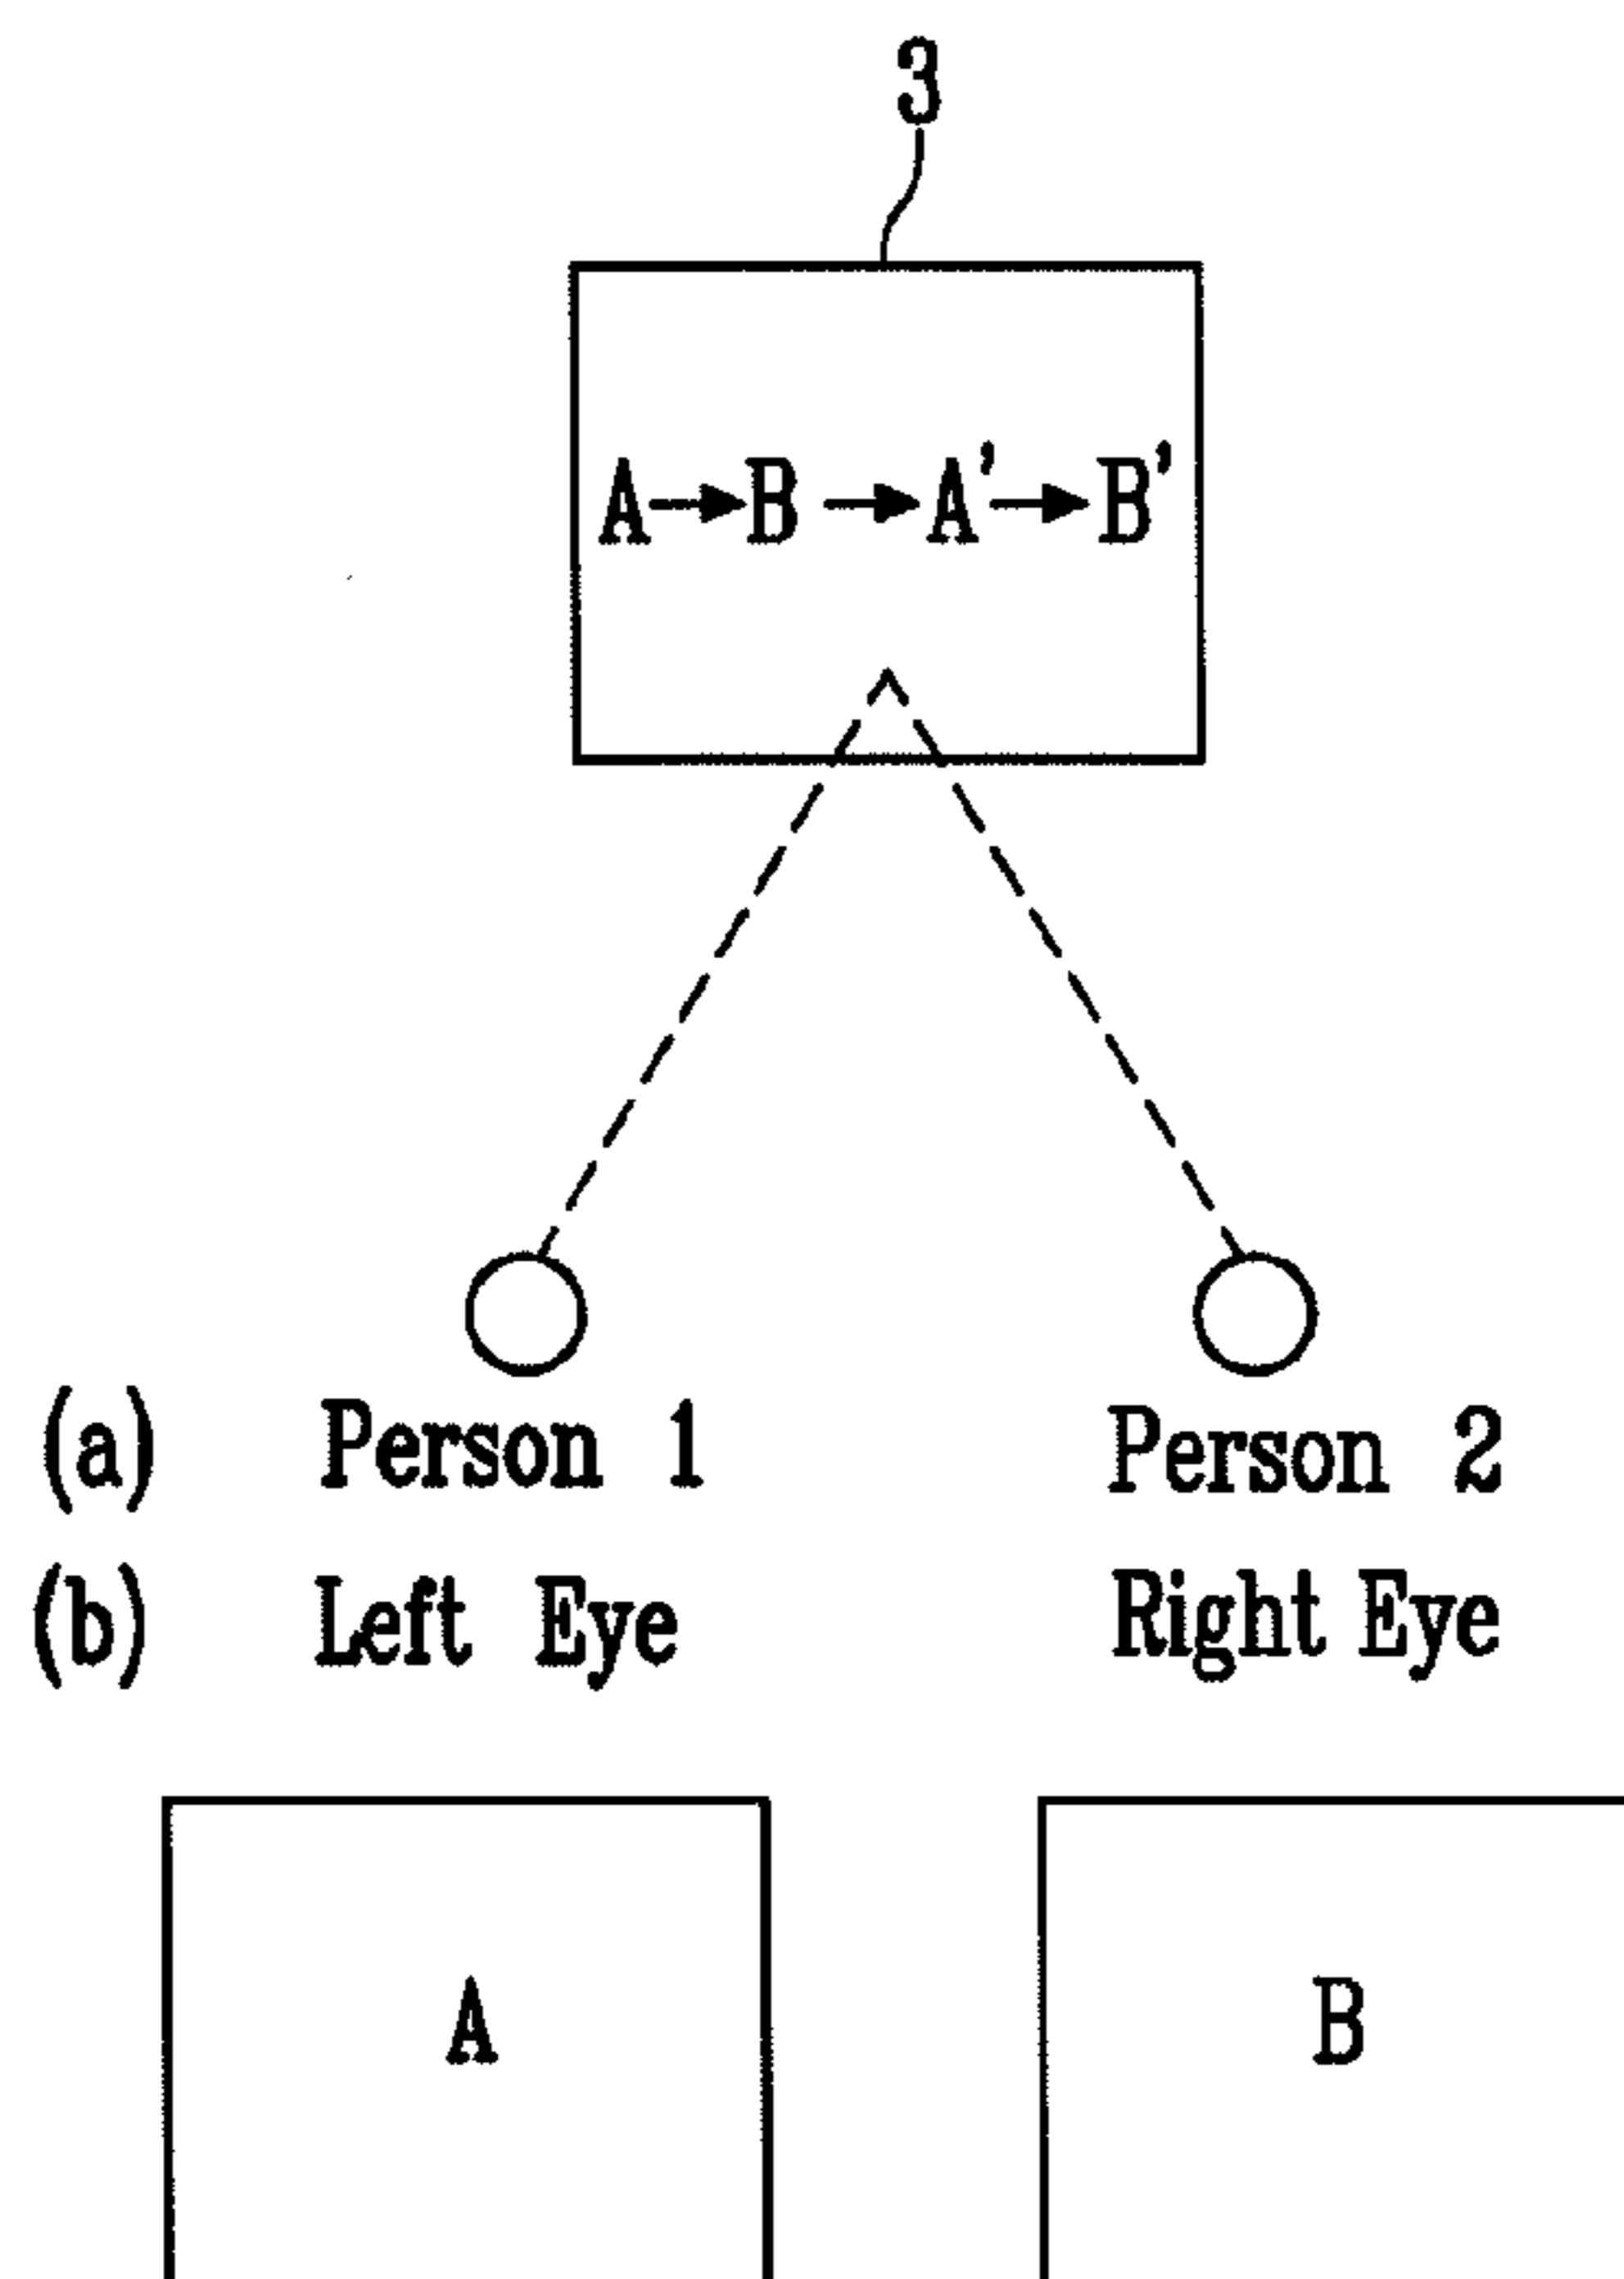 3
A→B→A'→B'
(a) Person 1 Person 2
(b) Left Eye Right Eye
A B